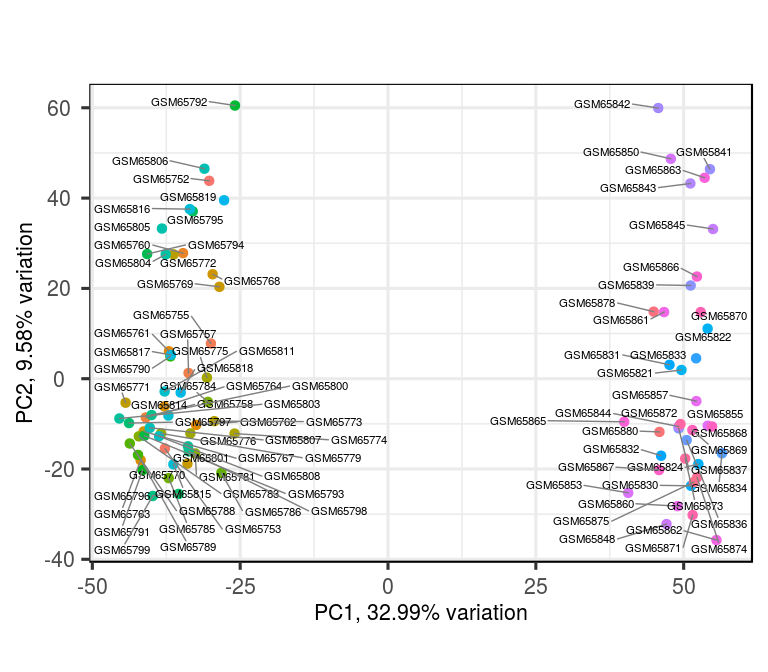 60
40
20
0
-20
-40
PC2, 9.58% variation
GSM65792
GSM65806
GSM65752
GSM65819
GSM65816
GSM65795
GSM65805
GSM65760
GSM65794
GSM65804
GSM65772
GSM65768
GSM65769
GSM65755
GSM65761
GSM65757
GSM65817
GSM65775
GSM65811
GSM65790
GSM65818
GSM65771
GSM65784
GSM65764
GSM65800
GSM65814
GSM65758
GSM65803
GSM65797
GSM65762
GSM65773
GSM65776
GSM65807
GSM65774
GSM65801
GSM65767
GSM65779
GSM65770
GSM65781
GSM65808
GSM65796
GSM65815
GSM65783
GSM65793
GSM65763
GSM65788
GSM65786
GSM65798
GSM65791
GSM65785
GSM65753
GSM65799
GSM65789
GSM65842
GSM65850
GSM65841
GSM65863
GSM65843
GSM65845
GSM65866
GSM65839
GSM65878
GSM65861
GSM65870
GSM65822
GSM65831
GSM65833
GSM65821
GSM65857
GSM65844
GSM65872
GSM65855
GSM65865
GSM65880
GSM65868
GSM65832
GSM65869
GSM65867
GSM65824
GSM65837
GSM65853
GSM65830
GSM65834
GSM65860
GSM65873
GSM65875
GSM65862
GSM65836
GSM65848
GSM65871
GSM65874
-50
-25
0
25
50
PC1, 32.99% variation